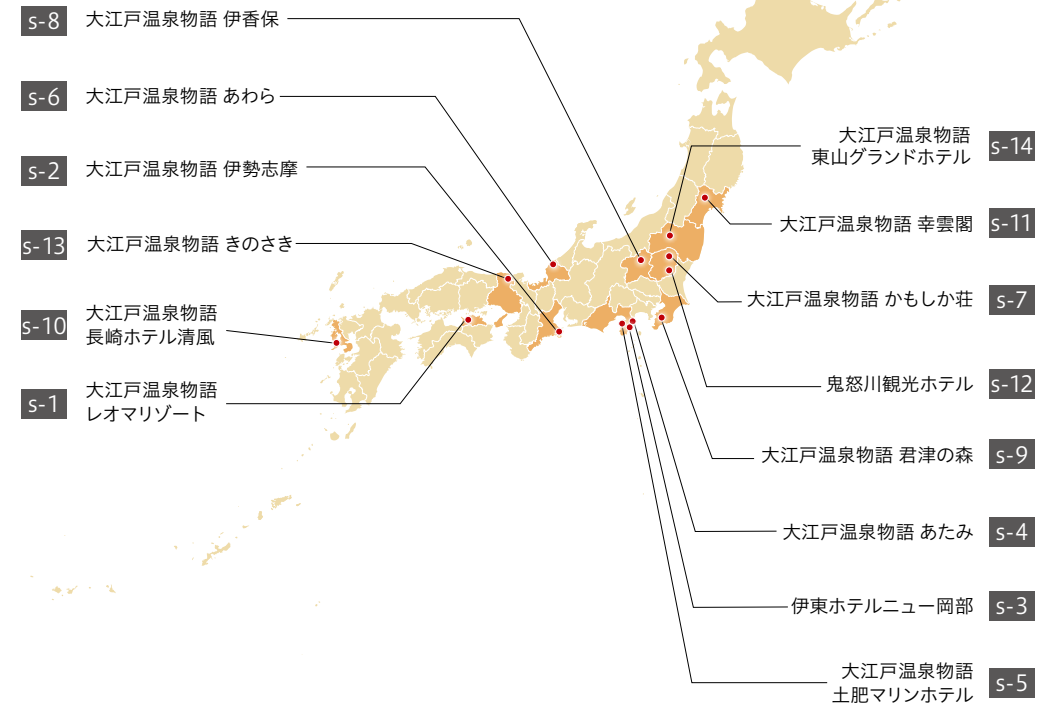 s-8 大江戸温泉物語 伊香保
s-6 大江戸温泉物語 あわら
s-2 大江戸温泉物語 伊勢志摩
s-13 大江戸温泉物語 きのさき
s-10 大江戸温泉物語
長崎ホテル清風
s-1 大江戸温泉物語
レオマリゾート
大江戸温泉物語
東山グランドホテル s-14
大江戸温泉物語 幸雲閣 s-11
大江戸温泉物語 かもしか荘 s-7
鬼怒川観光ホテル s-12
大江戸温泉物語 君津の森 s-9
大江戸温泉物語 あたみ s-4
伊東ホテルニュー岡部 s-3
大江戸温泉物語
土肥マリンホテル s-5